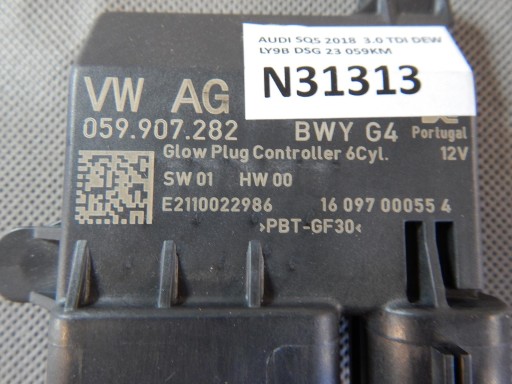 AUDI SQ5 2018 3.0 TDI DEW
LY9B DSG 23 059KM
N31313
VW AG
059.907.282 BWY G4 Portugal
Glow Plug Controller 6Cyl. 12V
SW 01 HW 00
E2110022986 16 097 00055 4
>PBT-GF30<